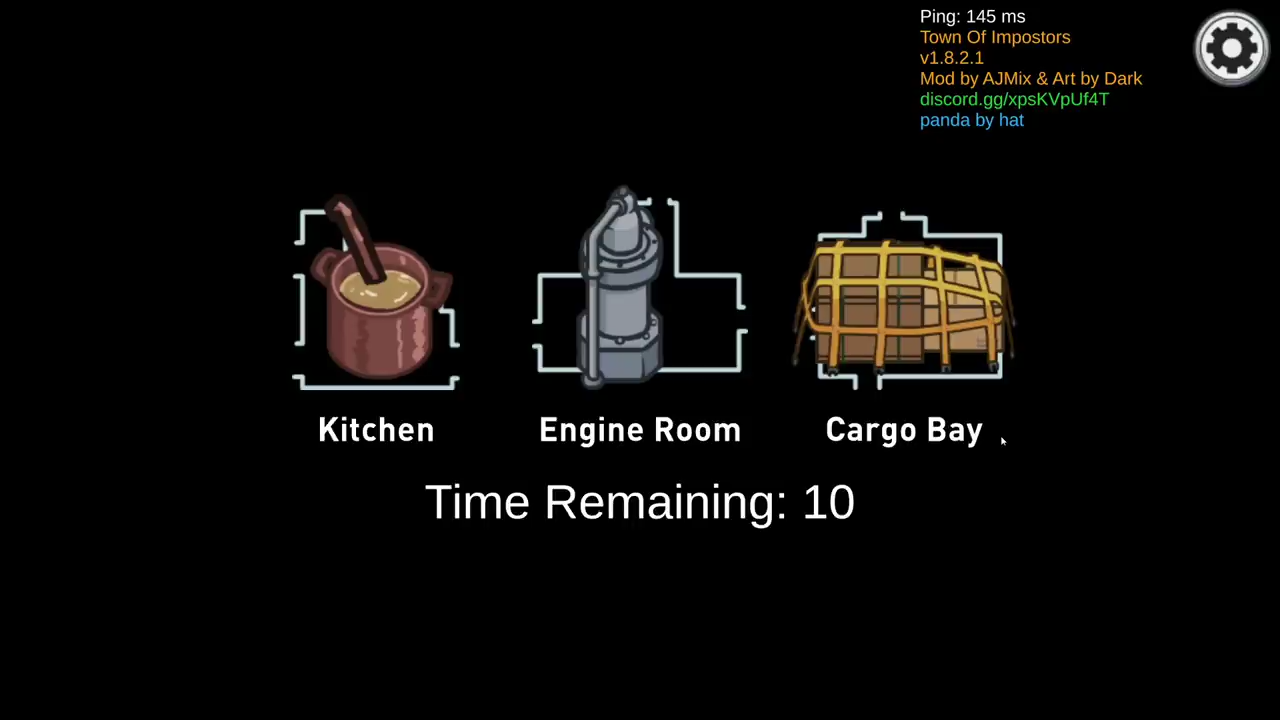 Ping: 145 ms
Town Of Impostors
v1.8.2.1
Mod by AJMix & Art by Dark
discord.gg/xpsKVpUf4T
panda by hat
Kitchen
Engine Room
Cargo Bay
Time Remaining: 10